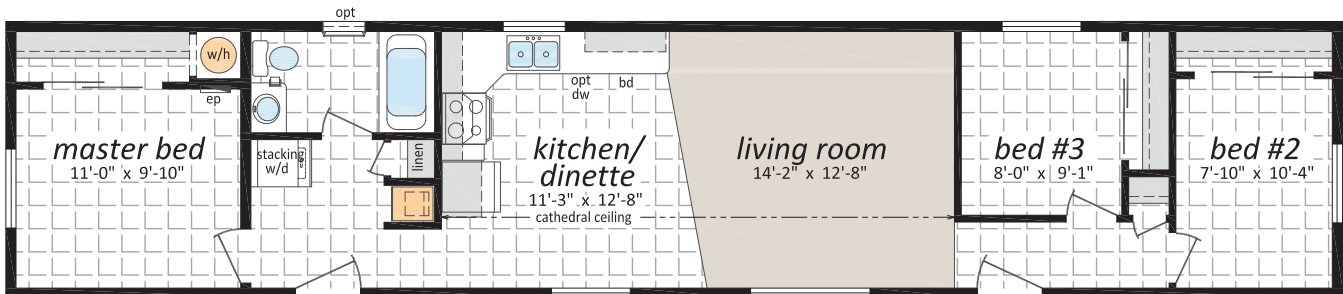 opt
w/h
ep
master bed
11'-0" x 9'-10"
stacking
w/d
linen
opt
dw
bd
kitchen/
dinette
11'-3" x 12'-8"
cathedral ceiling
living room
14'-2" x 12'-8"
bed #3
8'-0" x 9'-1"
bed #2
7'-10" x 10'-4"